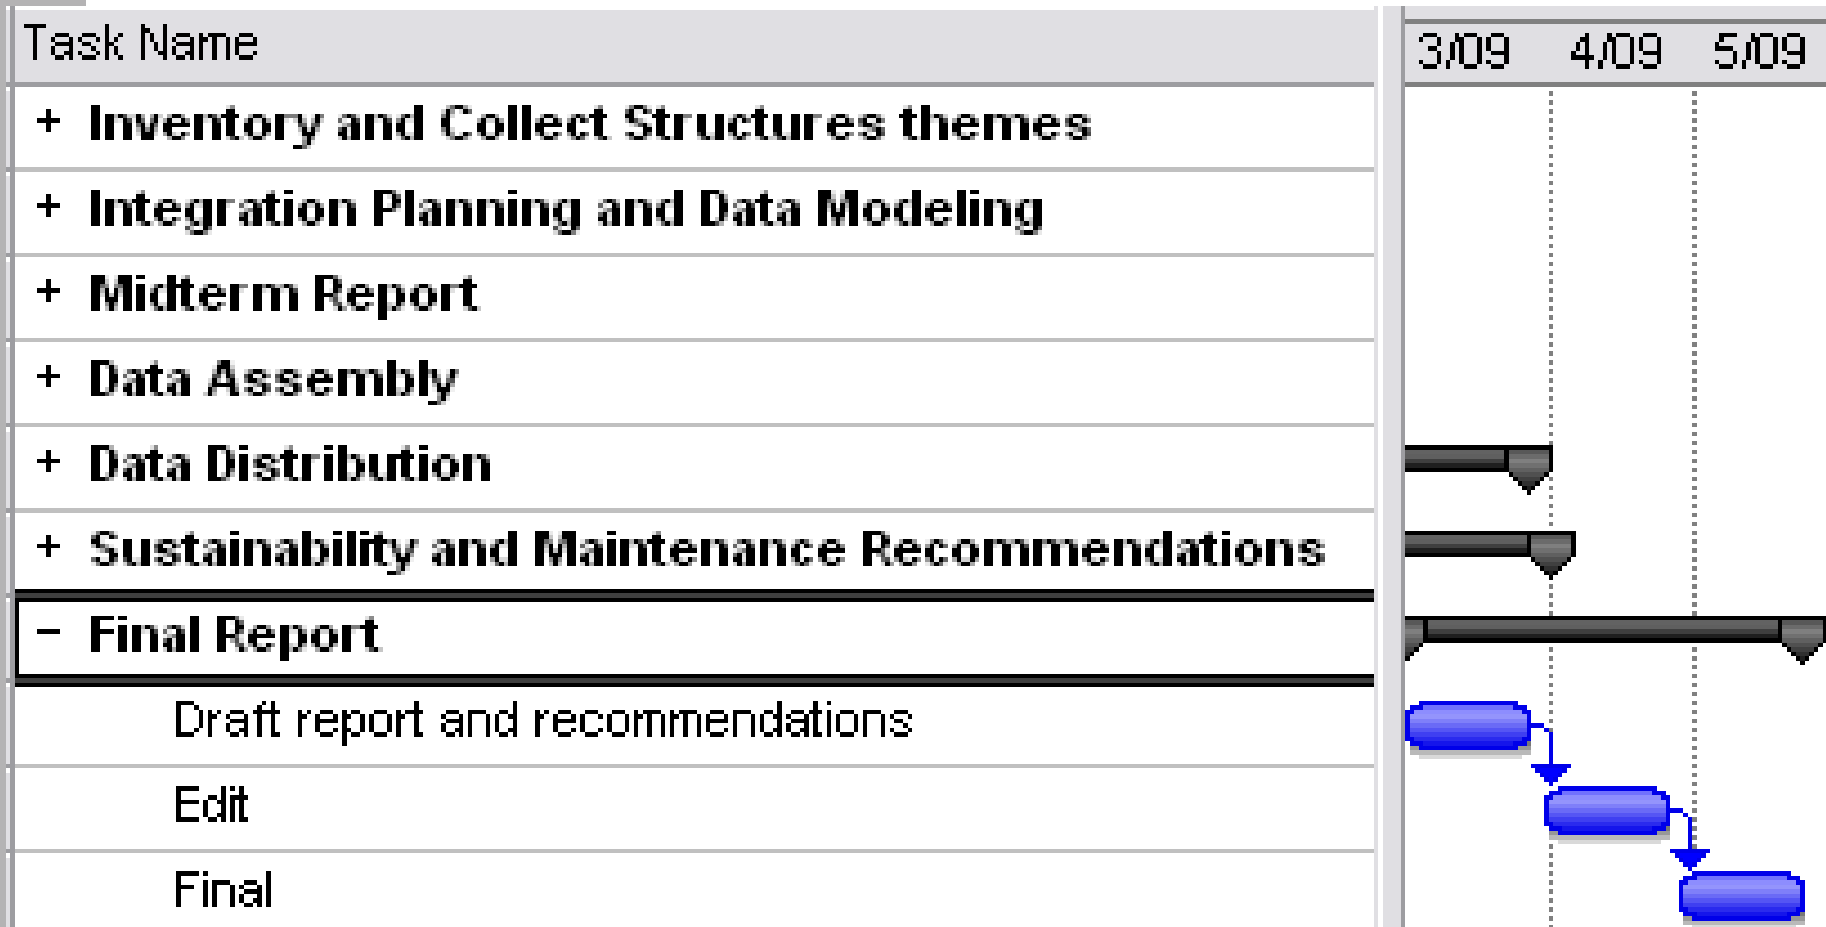 Task Name
3/09 4/09 5/09
+ Inventory and Collect Structures themes
+ Integration Planning and Data Modeling
+ Midterm Report
+ Data Assembly
+ Data Distribution
+ Sustainability and Maintenance Recommendations
− Final Report
Draft report and recommendations
Edit
Final